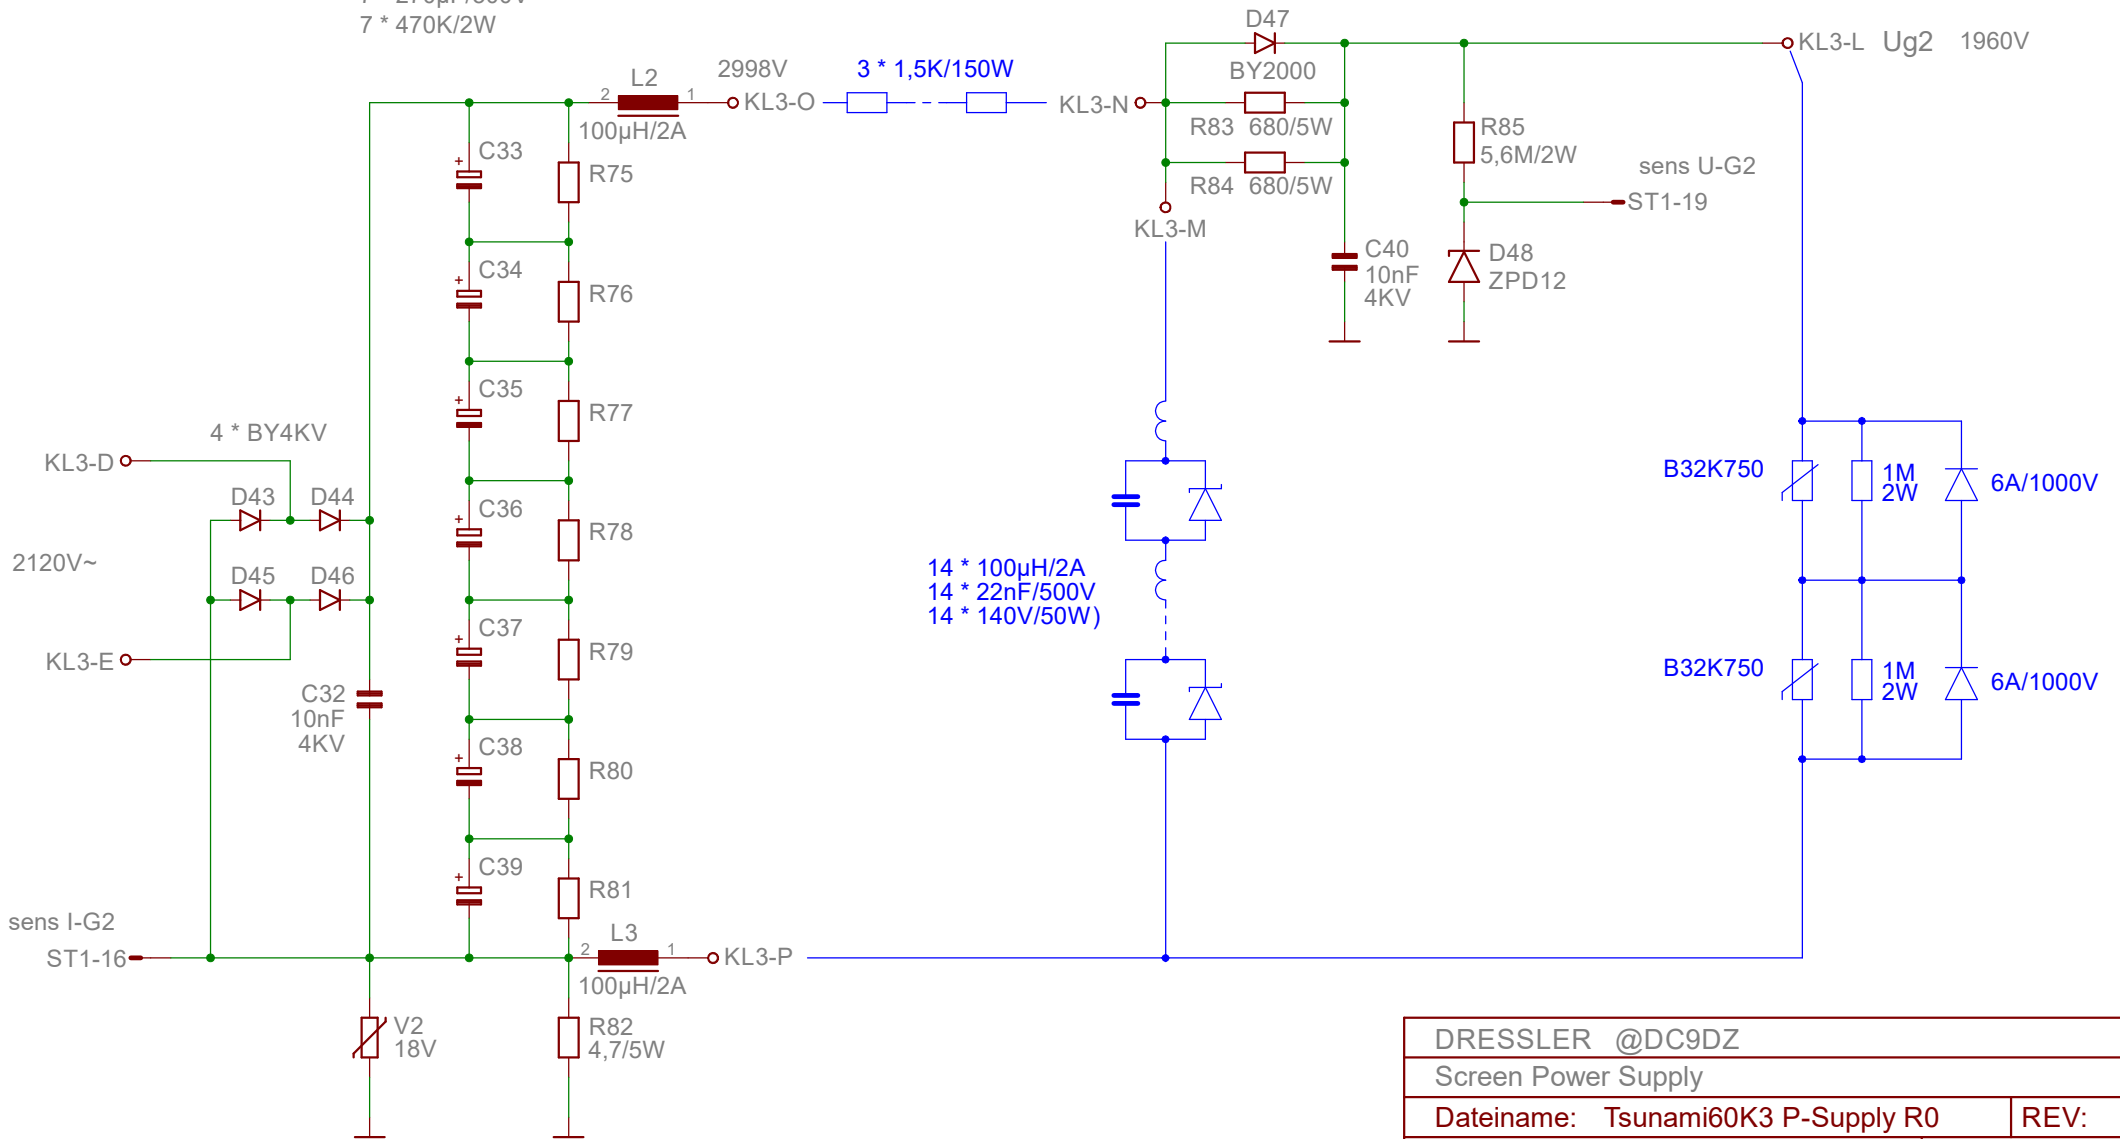 7 * 470K/2W
D47
BY2000
KL3-L Ug2 1960V
L2
2 1
100µH/2A
2998V
KL3-O
3 * 1,5K/150W
KL3-N
R83 680/5W
R84 680/5W
KL3-M
R85
5,6M/2W
sens U-G2
ST1-19
C40
10nF
4KV
D48
ZPD12
+ C33
R75
+ C34
R76
+ C35
R77
+ C36
R78
+ C37
R79
+ C38
R80
+ C39
R81
4 * BY4KV
KL3-D
D43 D44
2120V~
D45 D46
KL3-E
C32
10nF
4KV
14 * 100µH/2A
14 * 22nF/500V
14 * 140V/50W)
B32K750
1M
2W
6A/1000V
B32K750
1M
2W
6A/1000V
sens I-G2
ST1-16
L3
2 1
100µH/2A
KL3-P
V2
18V
R82
4,7/5W
DRESSLER @DC9DZ
Screen Power Supply
Dateiname: Tsunami60K3 P-Supply R0
REV: